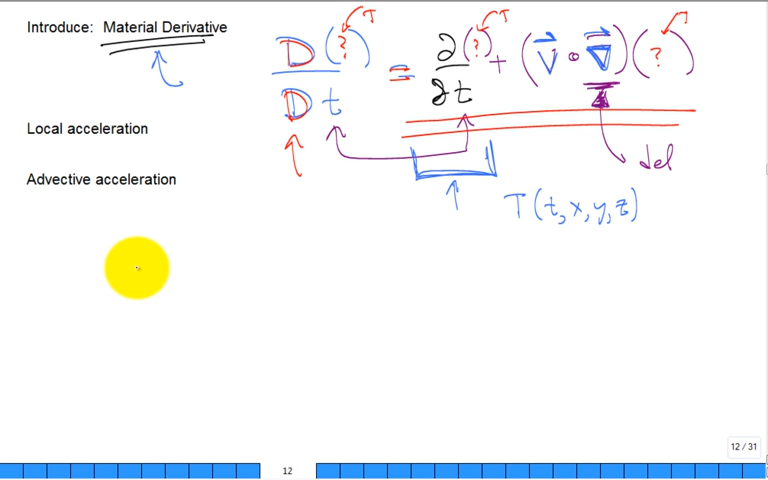 Introduce: Material Derivative
D(?) / Dt = ∂(?) / ∂t + (V • ∇)(?)
T T T
del
Local acceleration
Advective acceleration
T(t, x, y, z)
12 / 31
12